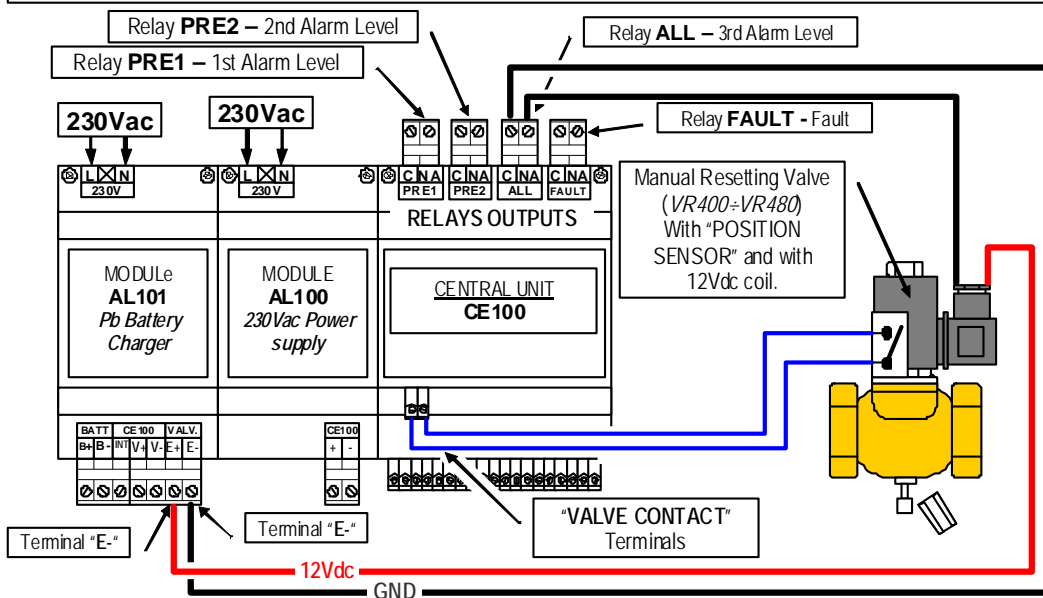 Relay PRE2 – 2nd Alarm Level
Relay ALL – 3rd Alarm Level
Relay PRE1 – 1st Alarm Level
230Vac
230Vac
Relay FAULT - Fault
L N
230V
L N
230V
C NA
PRE1
C NA
PRE2
C NA
ALL
C NA
FAULT
RELAYS OUTPUTS
Manual Resetting Valve
(VR400÷VR480)
With "POSITION
SENSOR" and with
12Vdc coil.
MODULe
AL101
Pb Battery
Charger
MODULE
AL100
230Vac Power
supply
CENTRAL UNIT
CE100
BATT CE100 VALV.
B+ B- INT V+ V- E+ E-
CE100
+ -
Terminal "E-"
Terminal "E-"
"VALVE CONTACT"
Terminals
12Vdc
GND